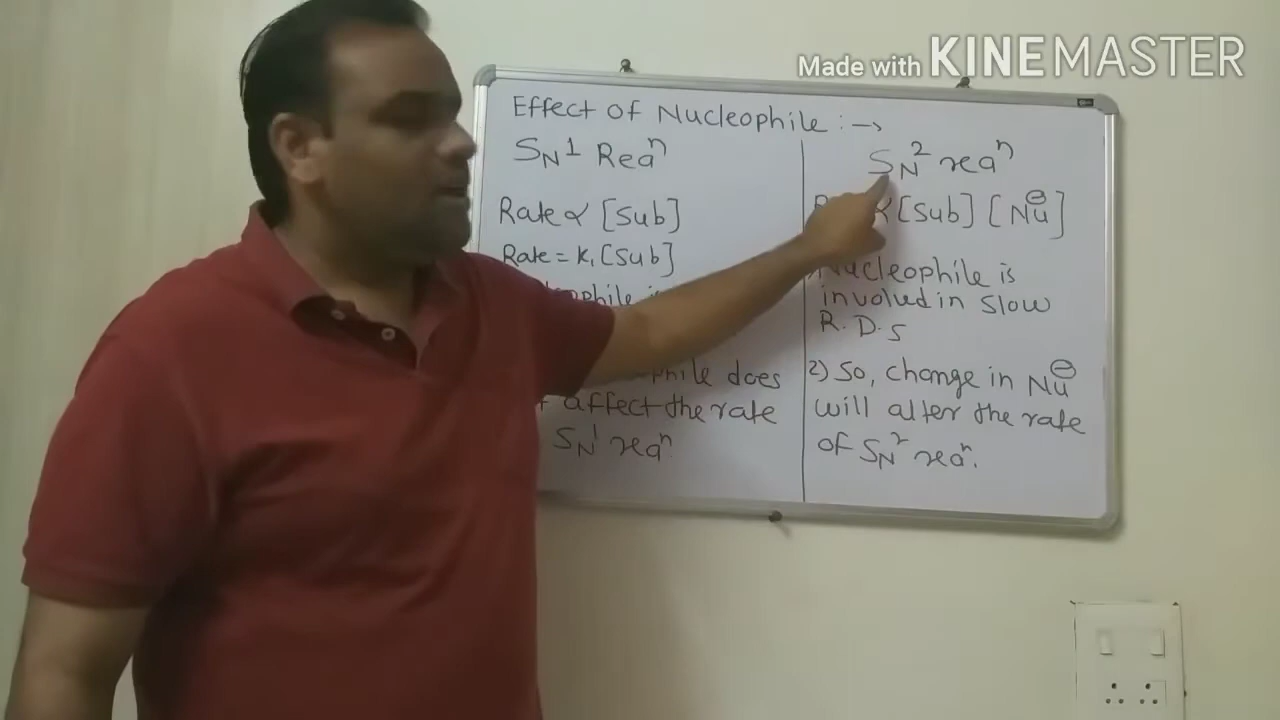 Made with KINEMASTER
Effect of Nucleophile :→
SN1 Reaⁿ
Rate ∝ [Sub]
Rate = K₁ [Sub]
does
affect the rate
SN¹ reaⁿ
SN² reaⁿ
∝ [Sub] [Nu⊖]
Nucleophile is
involved in slow
R. D. S
2) So, change in Nu⊖
will alter the rate
of SN² reaⁿ.